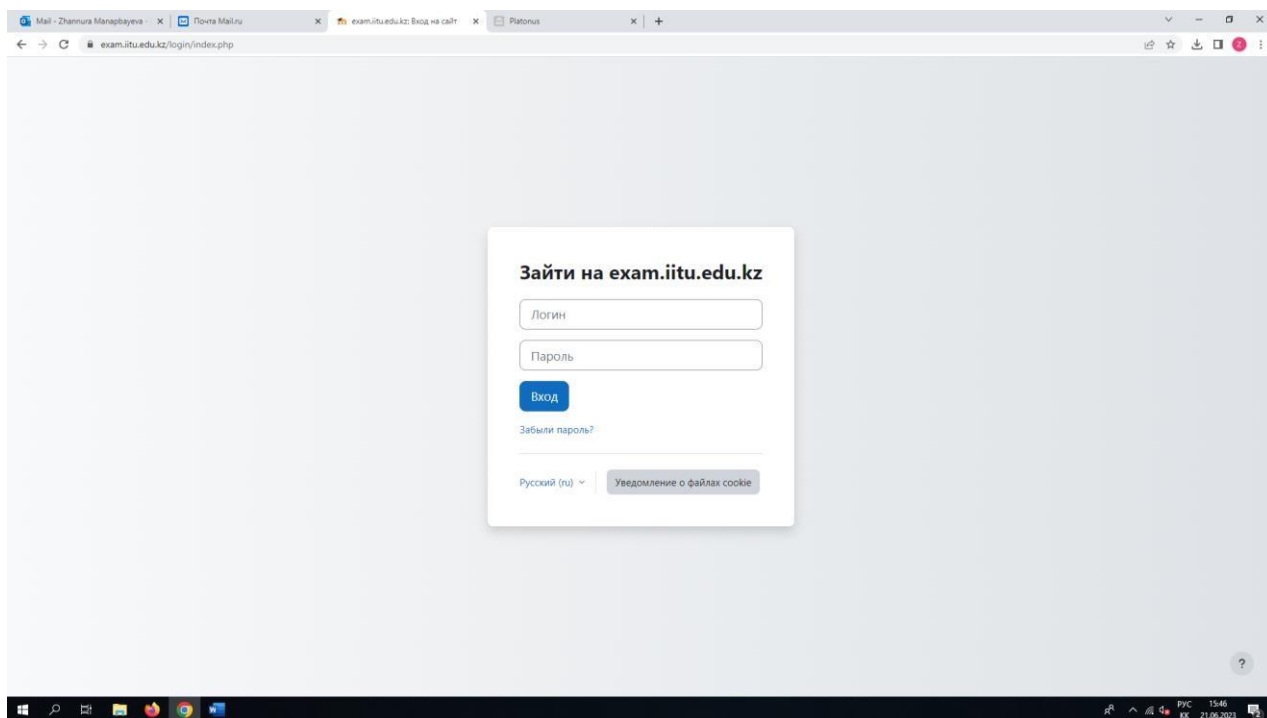 Mail - Zhannura Manapbayeva -
Почта Mail.ru
exam.iitu.edu.kz: Вход на сайт
Platonus
exam.iitu.edu.kz/login/index.php
Z
Зайти на exam.iitu.edu.kz
Логин
Пароль
Вход
Забыли пароль?
Русский (ru)
Уведомление о файлах cookie
?
РУС 15:46
KK 21.06.2023